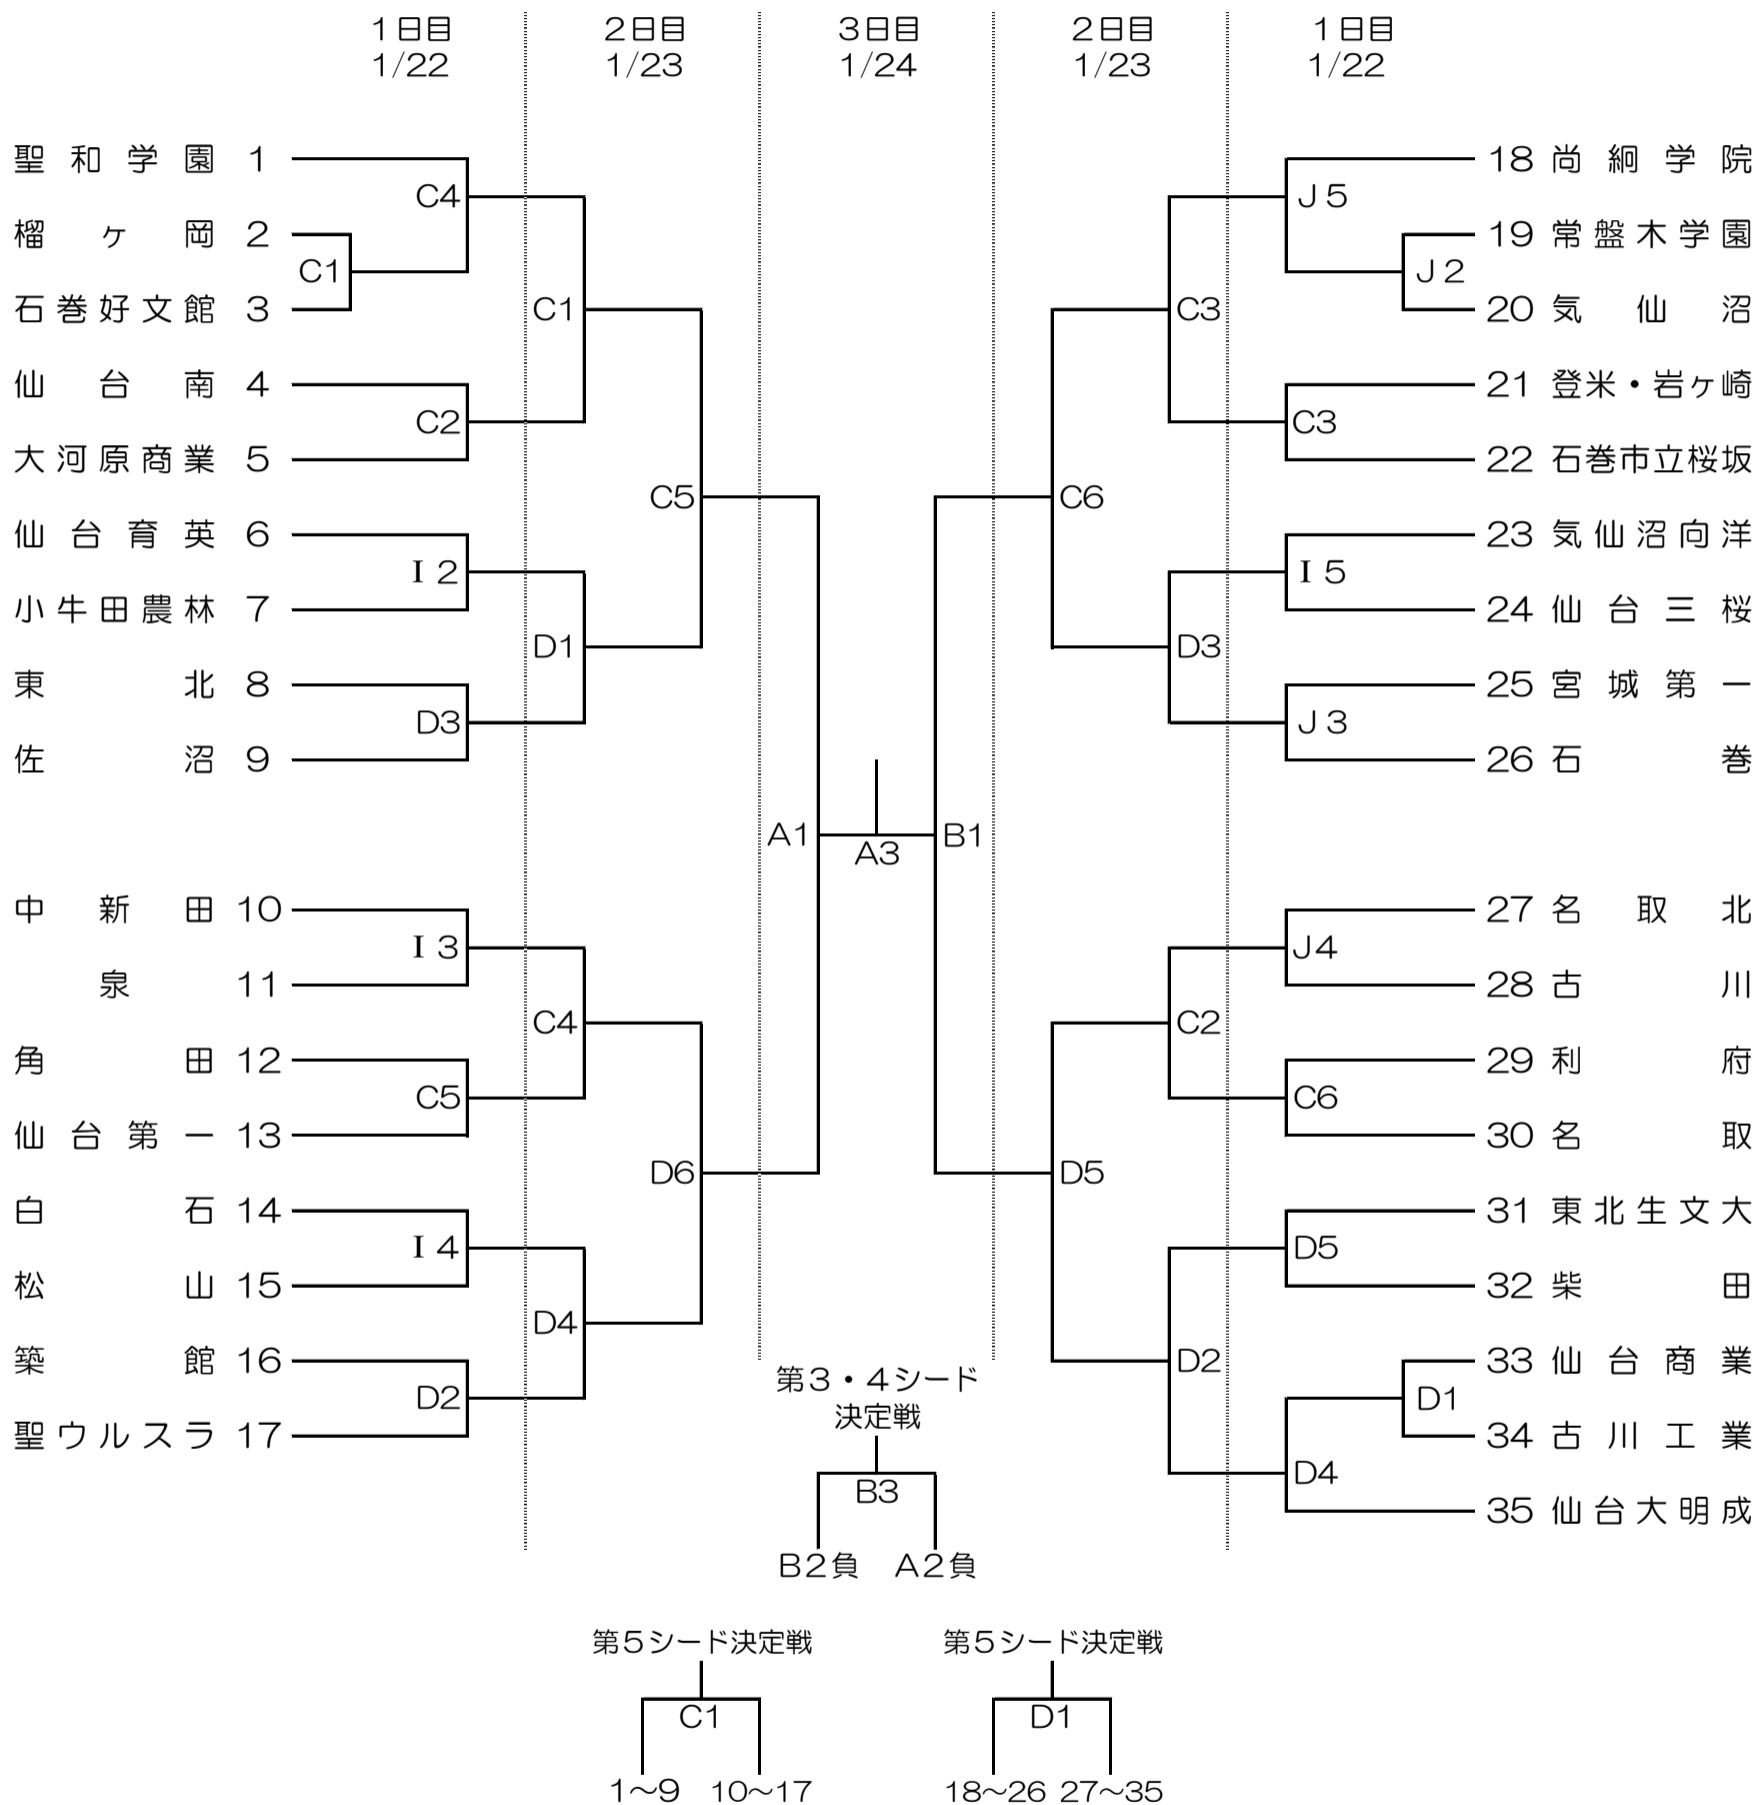 1日目 2日目 3日目 2日目 1日目
1/22 1/23 1/24 1/23 1/22
聖和学園 1 18 尚絅学院
C4 J5
榴ヶ岡 2 19 常盤木学園
C1 J2
石巻好文館 3 C1 C3 20 気仙沼
仙台南 4 21 登米・岩ヶ崎
C2 C3
大河原商業 5 22 石巻市立桜坂
C5 C6
仙台育英 6 23 気仙沼向洋
I2 I5
小牛田農林 7 24 仙台三桜
D1 D3
東北 8 25 宮城第一
D3 J3
佐沼 9 26 石巻
A1 B1
A3
中新田 10 27 名取北
I3 J4
泉 11 28 古川
C4 C2
角田 12 29 利府
C5 C6
仙台第一 13 30 名取
D6 D5
白石 14 31 東北生文大
I4 D5
松山 15 32 柴田
D4
築館 16 D2 33 仙台商業
第3・4シード
D2 D1
決定戦
聖ウルスラ 17 34 古川工業
D4
B3
35 仙台大明成
B2負 A2負
第5シード決定戦 第5シード決定戦
C1 D1
1～9 10～17 18～26 27～35